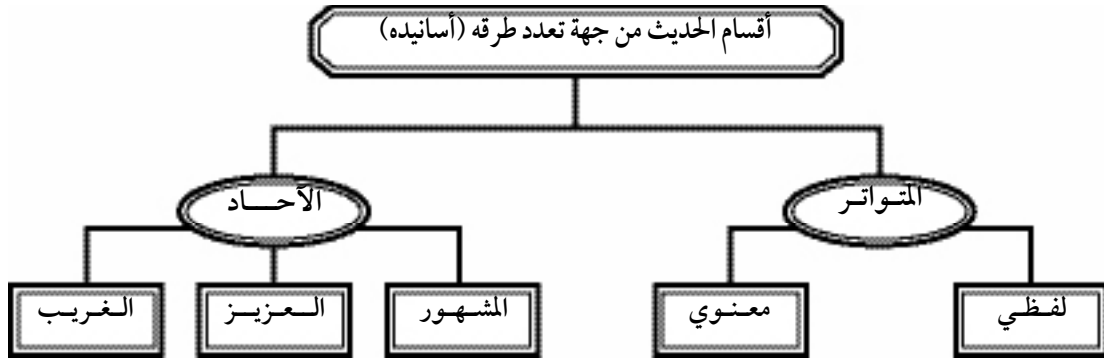 أقسام الحديث من جهة تعدد طرقه (أسانيده)
المتواتر
الآحاد
لفظي
معنوي
المشهور
العزيز
الغريب